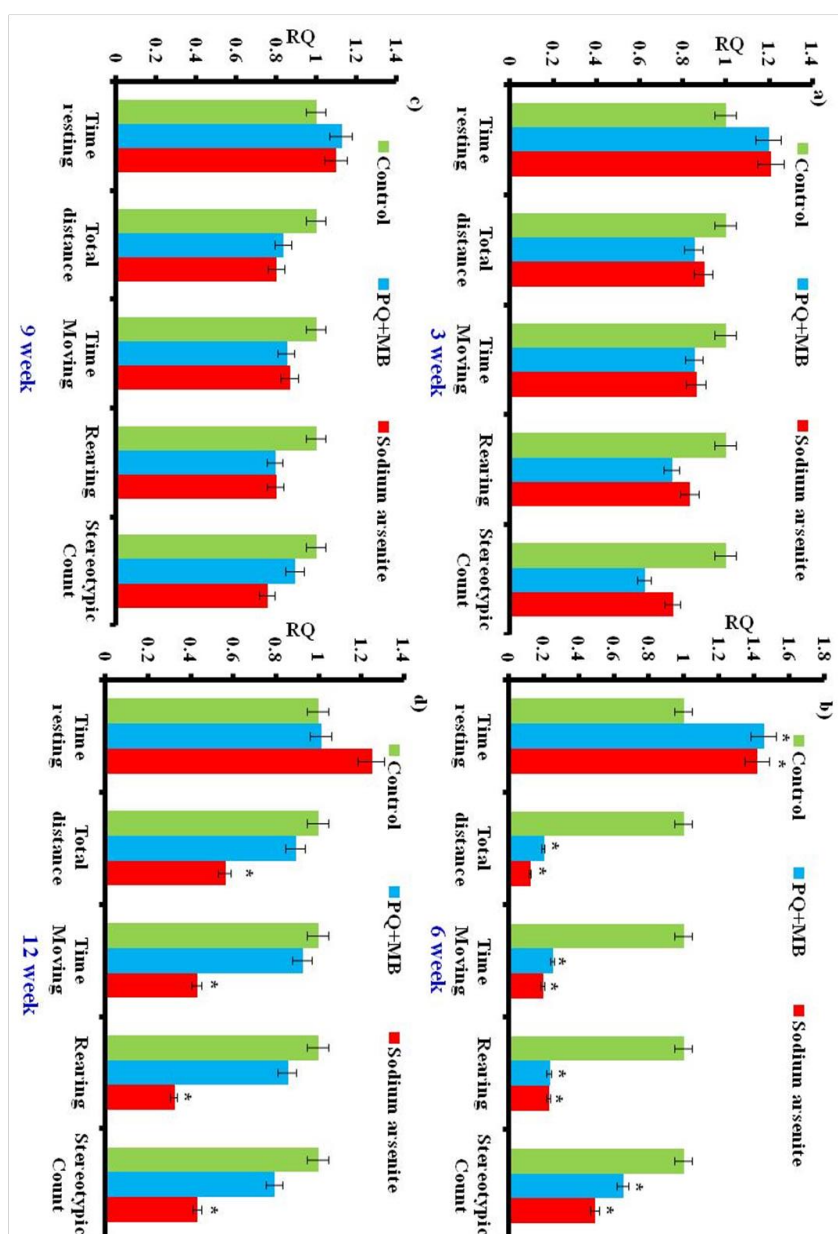 a)
RQ
1.4
1.2
1
0.8
0.6
0.4
0.2
0
Control
PQ+MB
Sodium arsenite
Time resting
Total distance
Time Moving
Rearing
Stereotypic Count
3 week
b)
RQ
1.8
1.6
1.4
1.2
1
0.8
0.6
0.4
0.2
0
Control
PQ+MB
Sodium arsenite
*
*
*
*
*
*
*
*
*
*
Time resting
Total distance
Time Moving
Rearing
Stereotypic Count
6 week
c)
RQ
1.4
1.2
1
0.8
0.6
0.4
0.2
0
Control
PQ+MB
Sodium arsenite
Time resting
Total distance
Time Moving
Rearing
Stereotypic Count
9 week
d)
RQ
1.4
1.2
1
0.8
0.6
0.4
0.2
0
Control
PQ+MB
Sodium arsenite
*
*
*
*
Time resting
Total distance
Time Moving
Rearing
Stereotypic Count
12 week